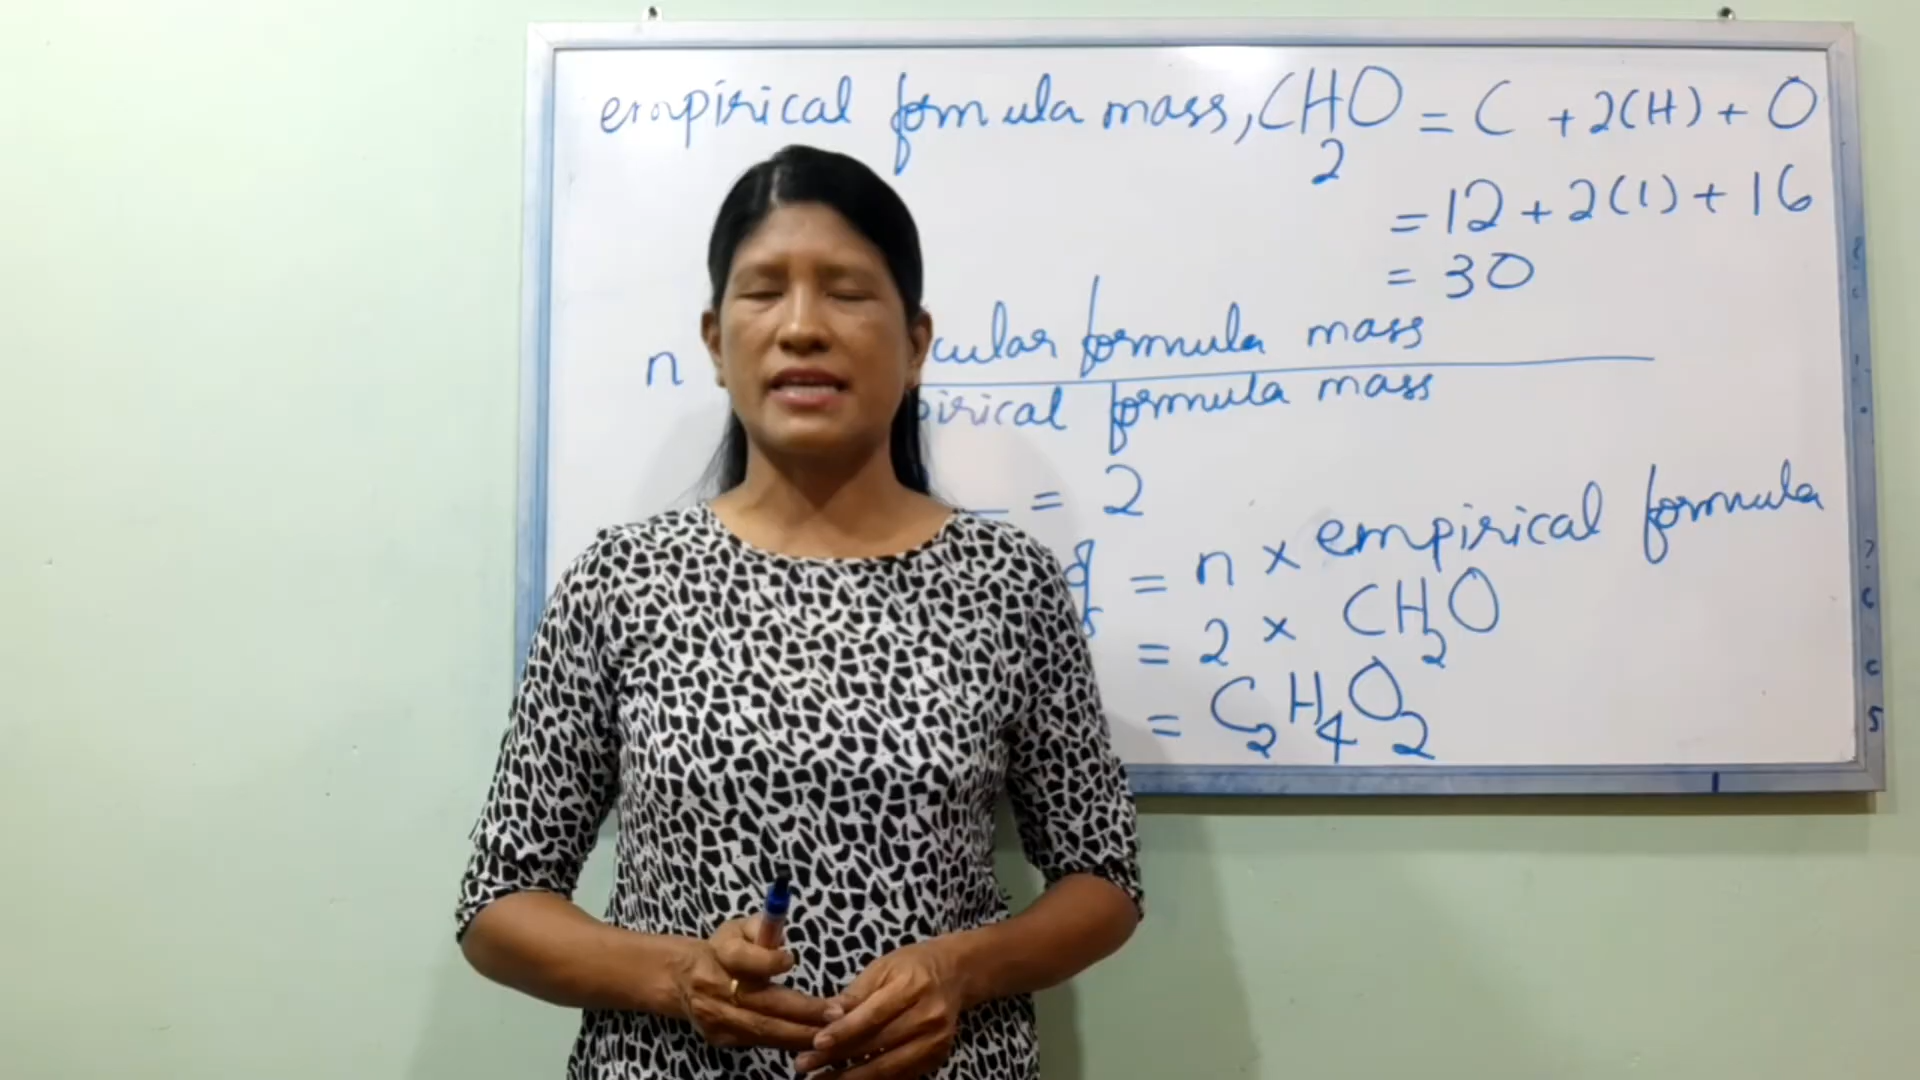 empirical formula mass, CH₂O = C + 2(H) + O
= 12 + 2(1) + 16
= 30
n cular formula mass
pirical formula mass
= 2
= n × empirical formula
= 2 × CH₂O
= C₂H₄O₂